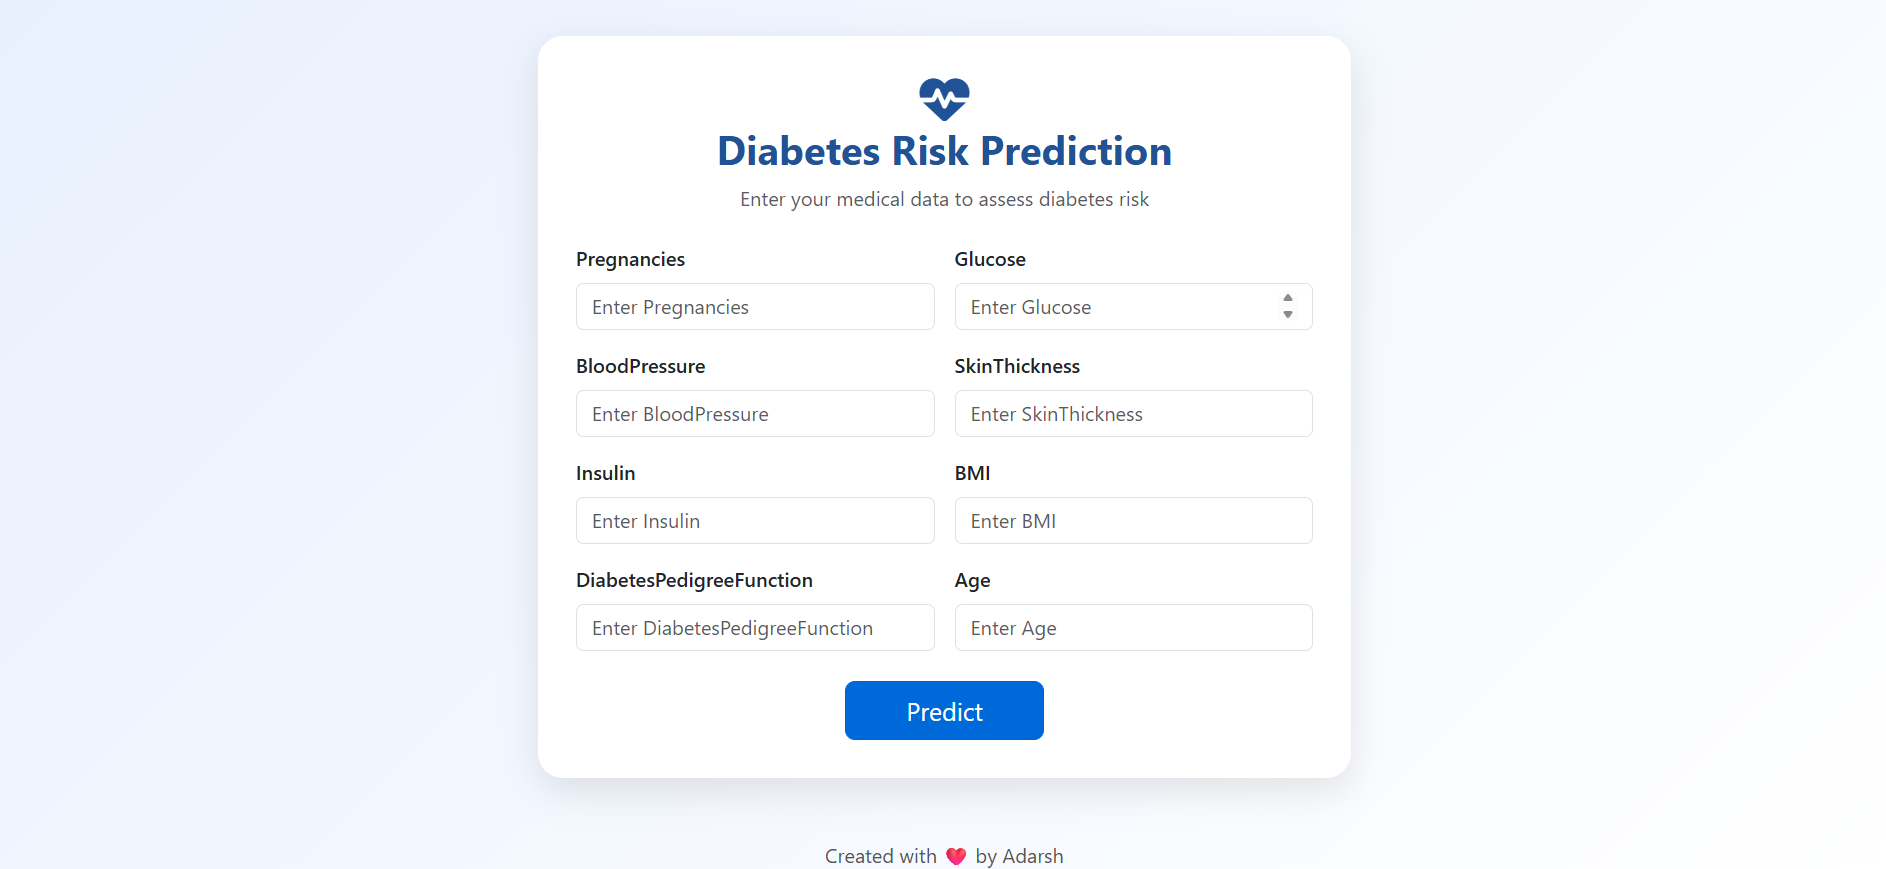 Diabetes Risk Prediction
Enter your medical data to assess diabetes risk
Pregnancies
Glucose
Enter Pregnancies
Enter Glucose
BloodPressure
SkinThickness
Enter BloodPressure
Enter SkinThickness
Insulin
BMI
Enter Insulin
Enter BMI
DiabetesPedigreeFunction
Age
Enter DiabetesPedigreeFunction
Enter Age
Predict
Created with ❤️ by Adarsh